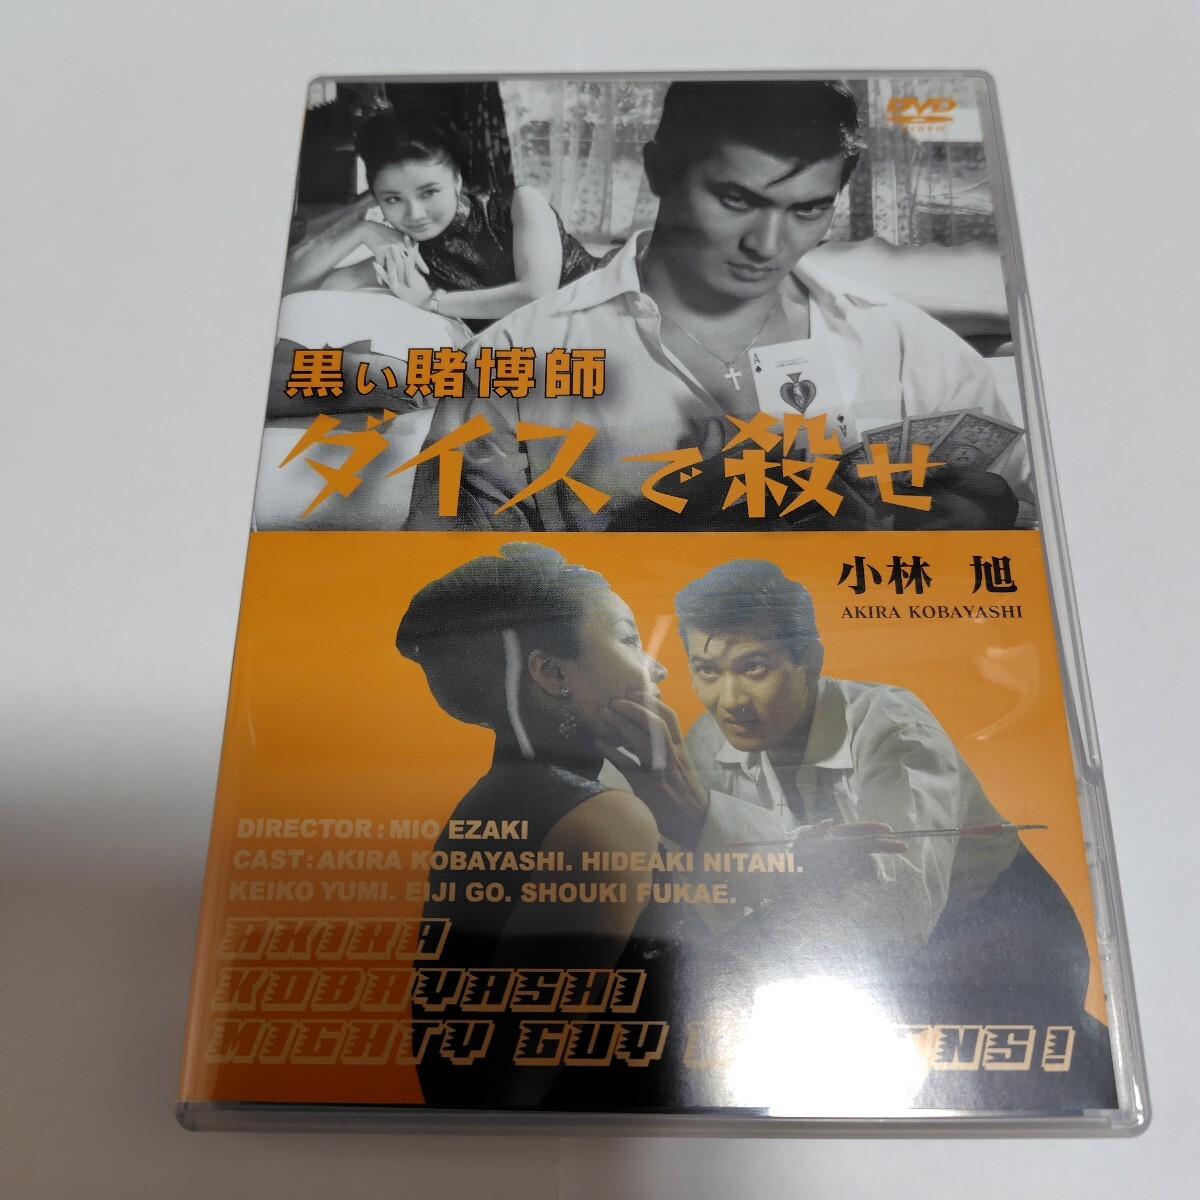 DVD
VIDEO
A
黒い賭博師
ダイスで殺せ
小林 旭
AKIRA KOBAYASHI
DIRECTOR : MIO EZAKI
CAST : AKIRA KOBAYASHI. HIDEAKI NITANI.
KEIKO YUMI. EIJI GO. SHOUKI FUKAE.
AKIRA
KOBAYASHI
MIGHTY GUY !